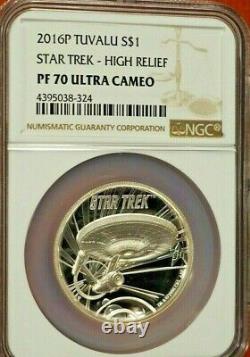 2016P TUVALU S$1
STAR TREK - HIGH RELIEF
PF 70 ULTRA CAMEO
4395038-324
NUMISMATIC GUARANTY CORPORATION
NGC®
STAR TREK